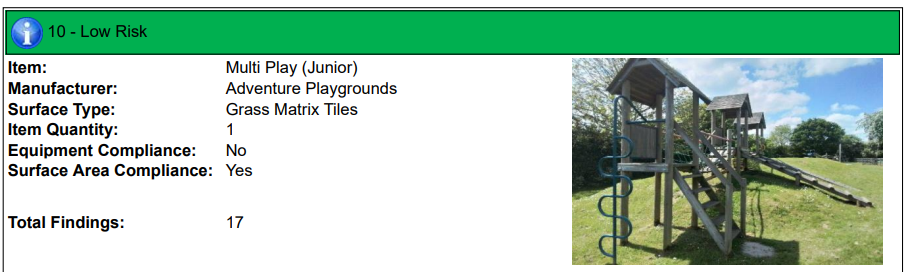 10 - Low Risk
Item: Multi Play (Junior)
Manufacturer: Adventure Playgrounds
Surface Type: Grass Matrix Tiles
Item Quantity: 1
Equipment Compliance: No
Surface Area Compliance: Yes
Total Findings: 17